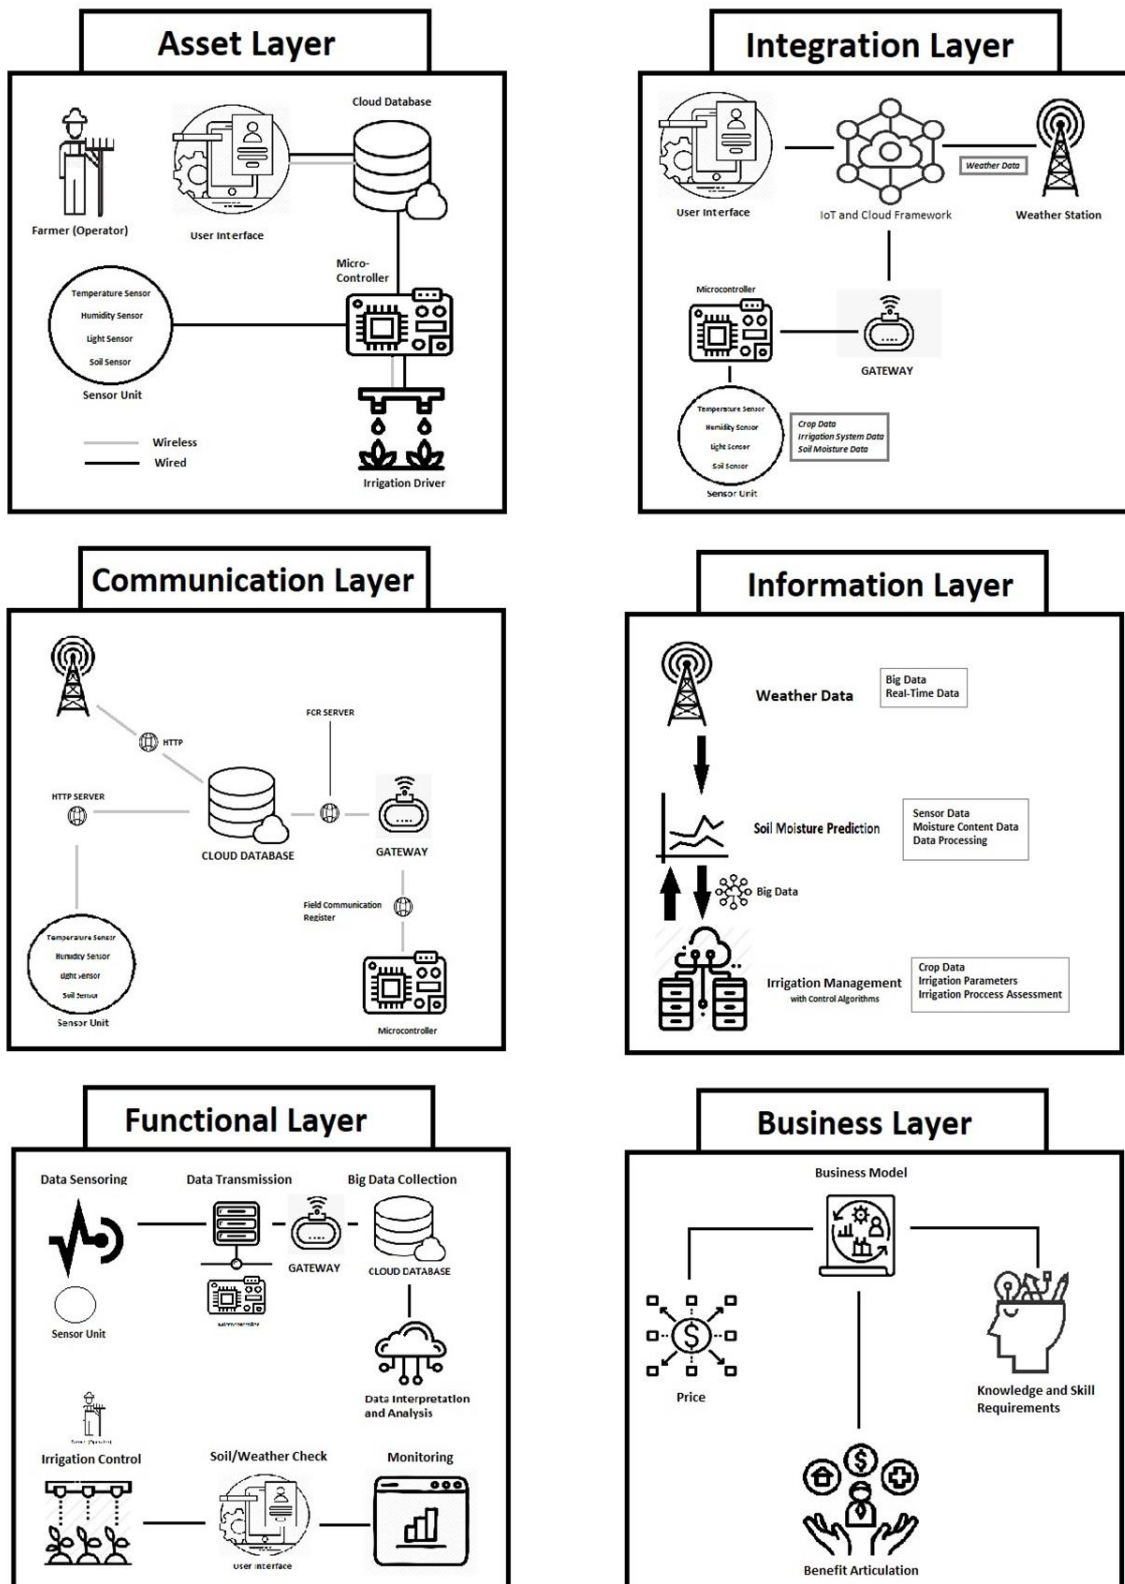 Asset Layer
Cloud Database
Farmer (Operator)
User Interface
Micro-
Controller
Temperature Sensor
Humidity Sensor
Light Sensor
Soil Sensor
Sensor Unit
Wireless
Wired
Irrigation Driver
Integration Layer
Weather Data
User Interface
IoT and Cloud Framework
Weather Station
Microcontroller
GATEWAY
Temperature Sensor
Humidity Sensor
Light Sensor
Soil Sensor
Crop Data
Irrigation System Data
Soil Moisture Data
Sensor Unit
Communication Layer
FCR SERVER
HTTP
HTTP SERVER
CLOUD DATABASE
GATEWAY
Field Communication
Register
Temperature Sensor
Humidity Sensor
Light Sensor
Soil Sensor
Sensor Unit
Microcontroller
Information Layer
Weather Data
Big Data
Real-Time Data
Soil Moisture Prediction
Sensor Data
Moisture Content Data
Data Processing
Big Data
Irrigation Management
with Control Algorithms
Crop Data
Irrigation Parameters
Irrigation Proccess Assessment
Functional Layer
Data Sensoring
Data Transmission
Big Data Collection
GATEWAY
CLOUD DATABASE
Sensor Unit
Microcontroller
Data Interpretation
and Analysis
Farmer (Operator)
Irrigation Control
Soil/Weather Check
Monitoring
User Interface
Business Layer
Business Model
Price
Knowledge and Skill
Requirements
Benefit Articulation